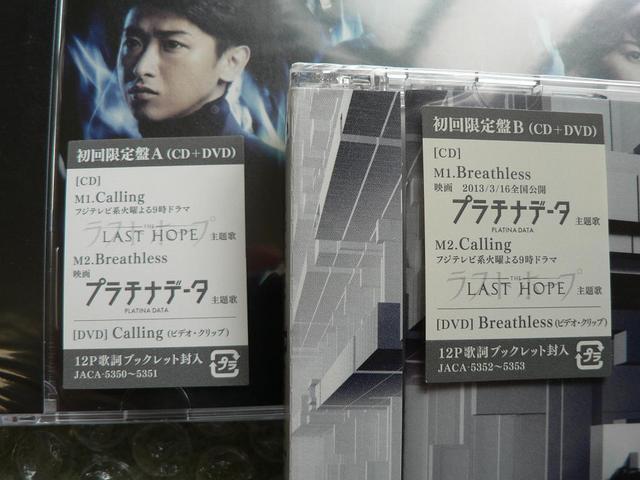 初回限定盤A(CD+DVD)
[CD]
M1.Calling
フジテレビ系火曜よる9時ドラマ
ラストホープ
THE
LAST HOPE 主題歌
M2.Breathless
映画
プラチナデータ 主題歌
PLATINA DATA
[DVD] Calling(ビデオ・クリップ)
12P歌詞ブックレット封入
JACA-5350〜5351
プラ
初回限定盤B(CD+DVD)
[CD]
M1.Breathless
映画 2013/3/16全国公開
プラチナデータ 主題歌
PLATINA DATA
M2.Calling
フジテレビ系火曜よる9時ドラマ
ラストホープ
THE
LAST HOPE 主題歌
[DVD] Breathless(ビデオ・クリップ)
12P歌詞ブックレット封入
JACA-5352〜5353
プラ